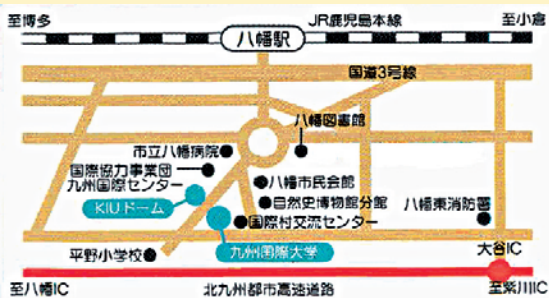 至博多
JR鹿児島本線
至小倉
八幡駅
国道3号線
八幡図書館
市立八幡病院
国際協力事業団
九州国際センター
八幡市民会館
KIUドーム
自然史博物館分館
八幡東消防署
国際村交流センター
九州国際大学
平野小学校
大谷IC
至八幡IC
北九州都市高速道路
至紫川IC